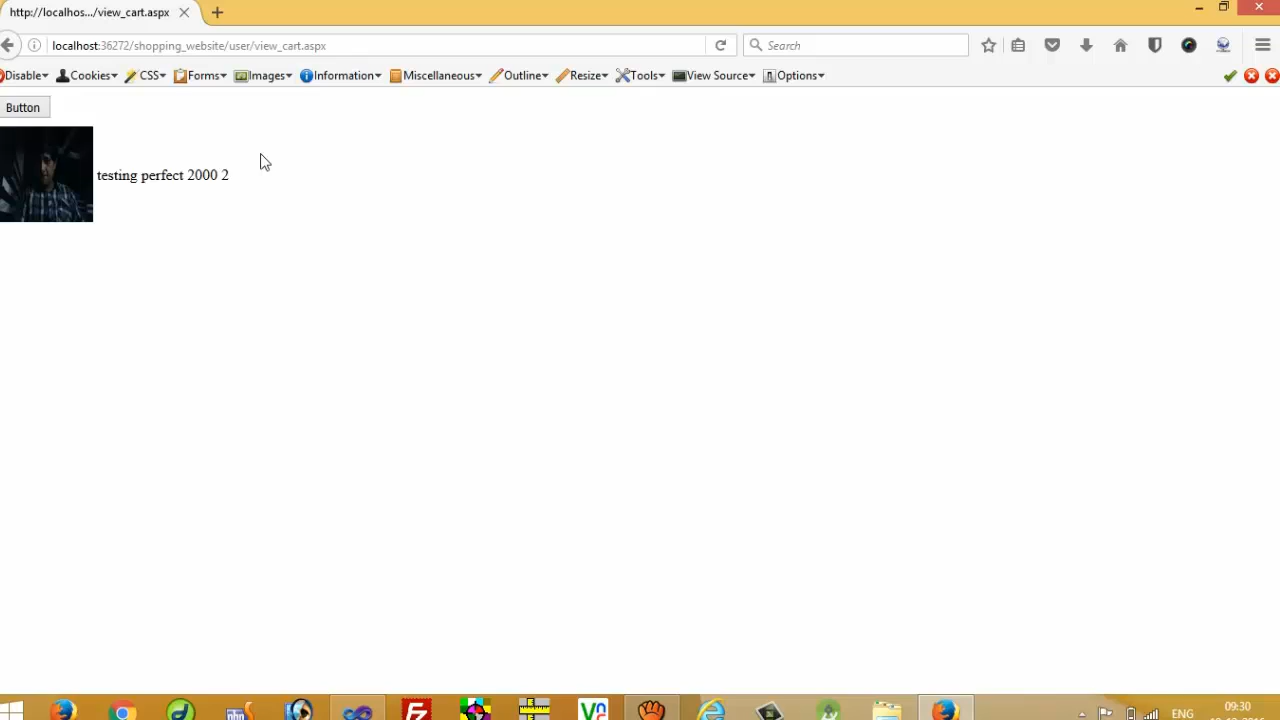 http://localhos.../view_cart.aspx
localhost:36272/shopping_website/user/view_cart.aspx
Search
Disable Cookies CSS Forms Images Information Miscellaneous Outline Resize Tools View Source Options
Button
testing perfect 2000 2
09:30
ENG